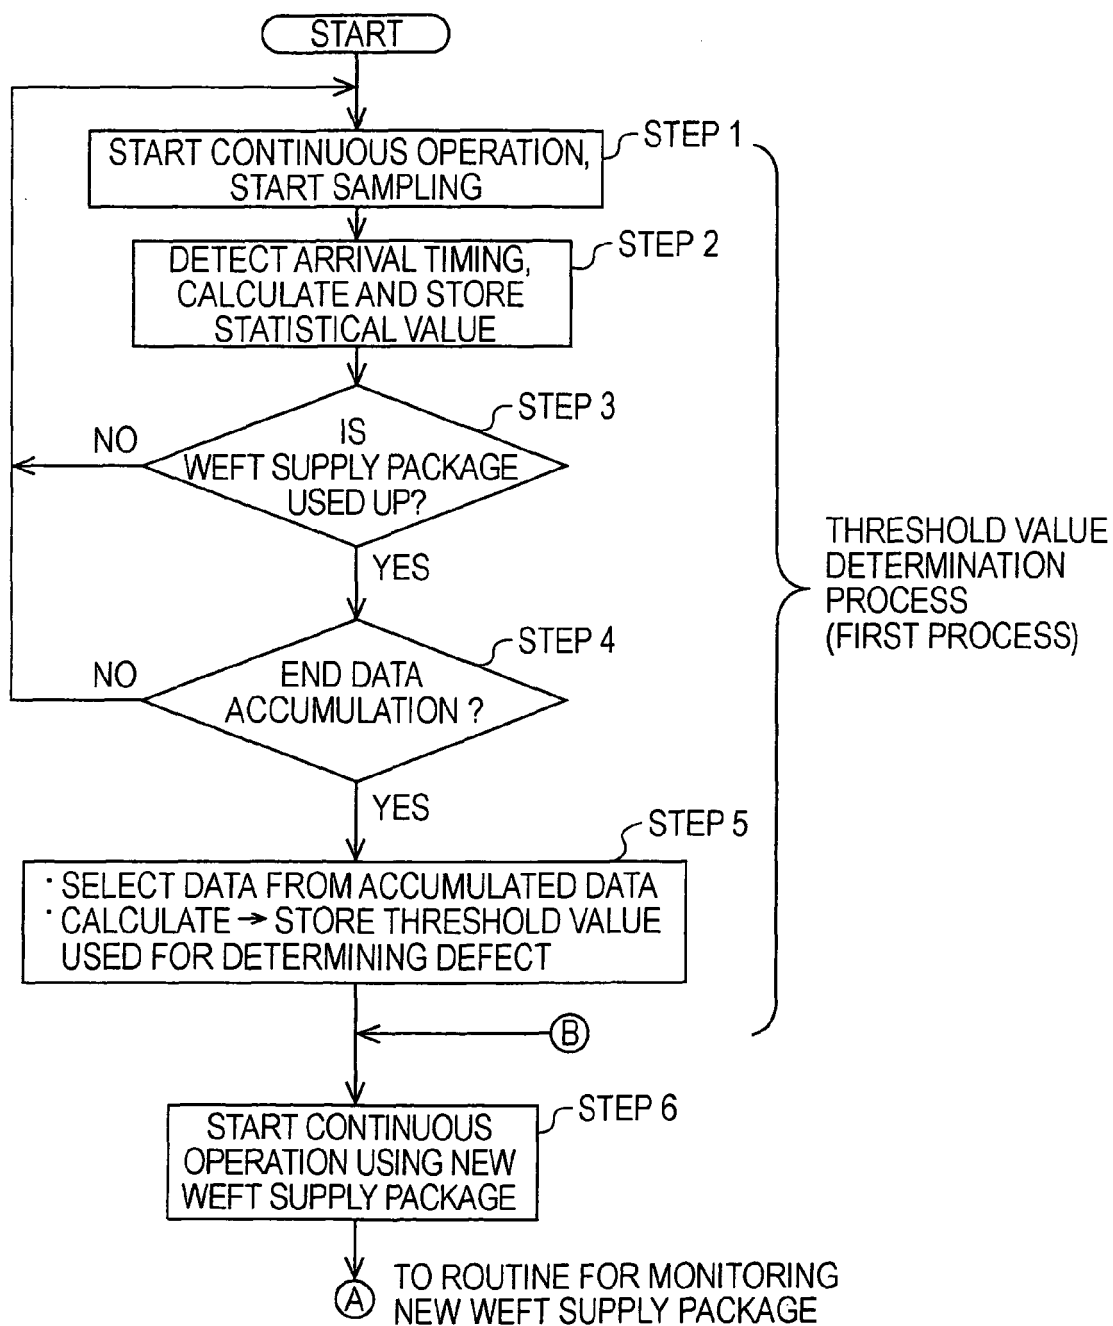 START
STEP 1
START CONTINUOUS OPERATION,
START SAMPLING
STEP 2
DETECT ARRIVAL TIMING,
CALCULATE AND STORE
STATISTICAL VALUE
STEP 3
NO
IS
WEFT SUPPLY PACKAGE
USED UP?
YES
THRESHOLD VALUE
DETERMINATION
PROCESS
(FIRST PROCESS)
STEP 4
NO
END DATA
ACCUMULATION ?
YES
STEP 5
· SELECT DATA FROM ACCUMULATED DATA
· CALCULATE → STORE THRESHOLD VALUE
USED FOR DETERMINING DEFECT
B
STEP 6
START CONTINUOUS
OPERATION USING NEW
WEFT SUPPLY PACKAGE
A
TO ROUTINE FOR MONITORING
NEW WEFT SUPPLY PACKAGE